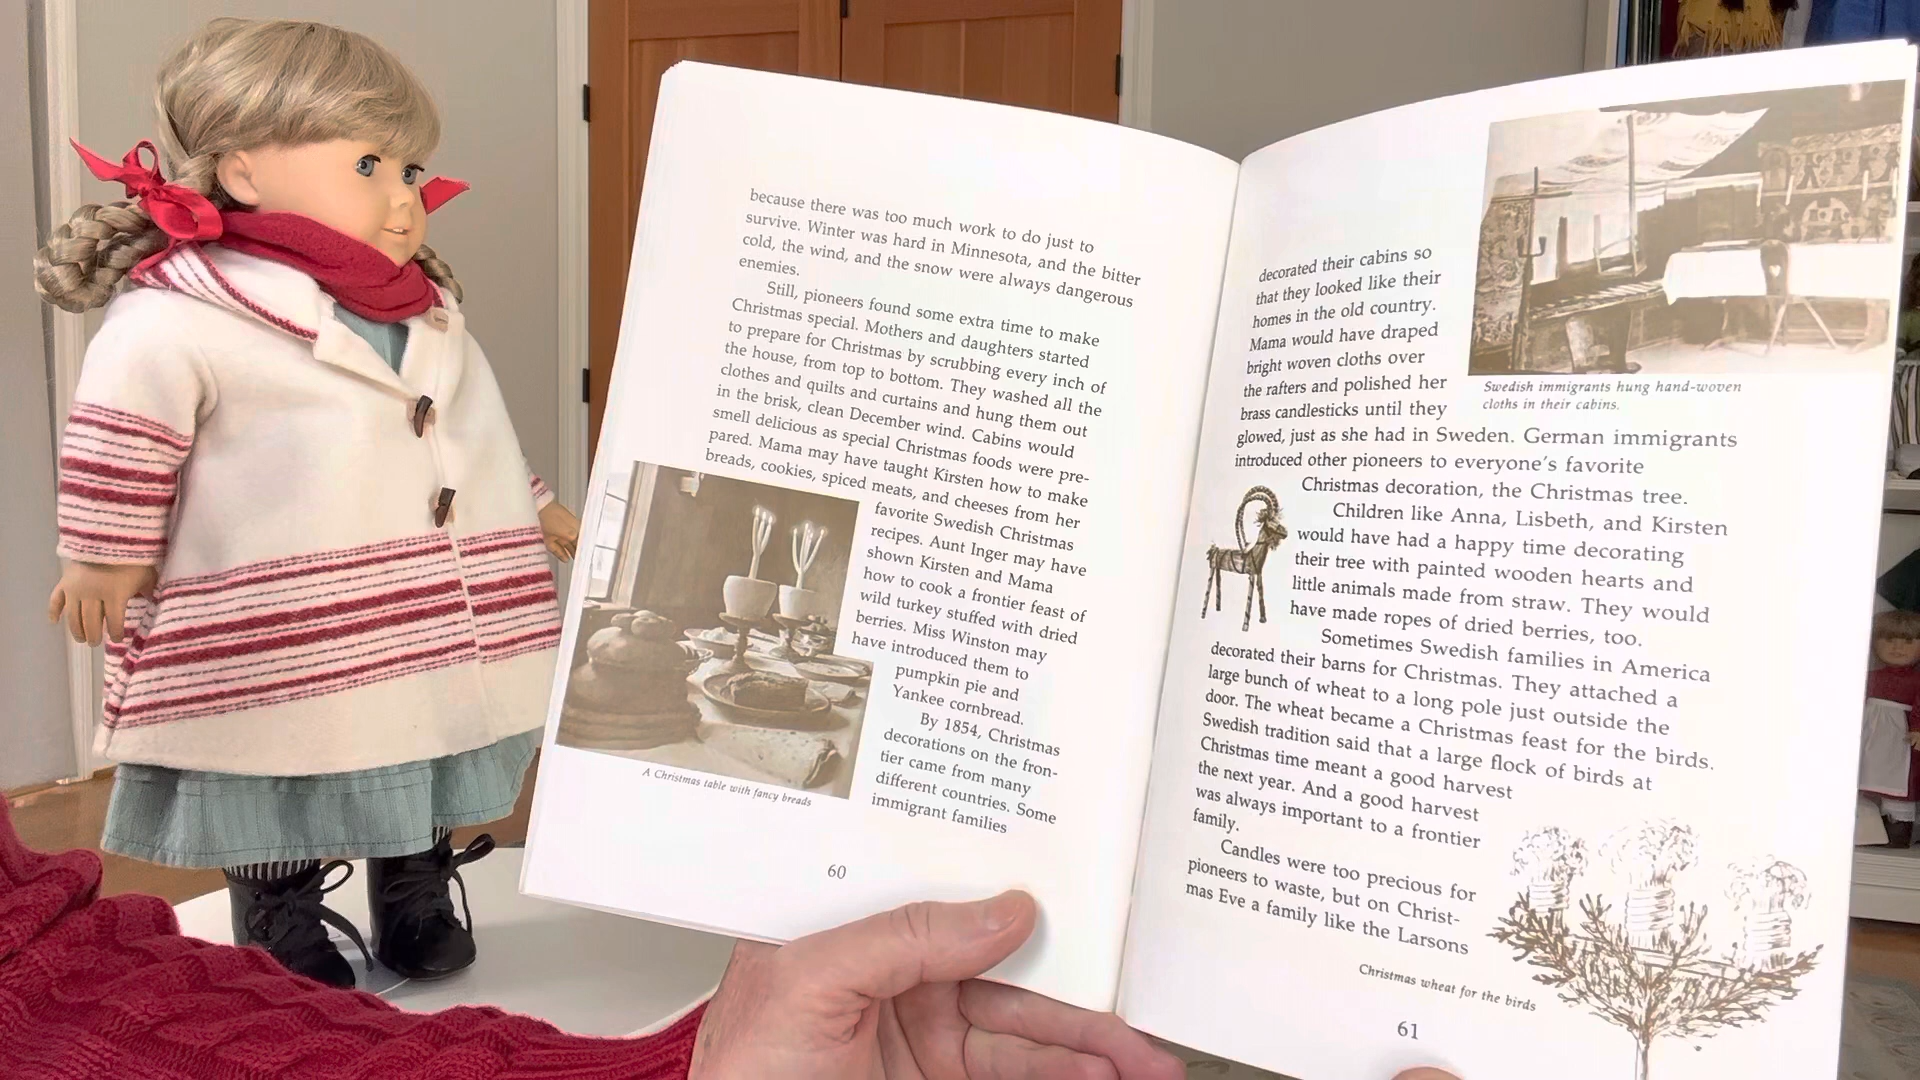 because there was too much work to do just to
survive. Winter was hard in Minnesota, and the bitter
cold, the wind, and the snow were always dangerous
enemies.
Still, pioneers found some extra time to make
Christmas special. Mothers and daughters started
to prepare for Christmas by scrubbing every inch of
the house, from top to bottom. They washed all the
clothes and quilts and curtains and hung them out
in the brisk, clean December wind. Cabins would
smell delicious as special Christmas foods were pre-
pared. Mama may have taught Kirsten how to make
breads, cookies, spiced meats, and cheeses from her
favorite Swedish Christmas
recipes. Aunt Inger may have
shown Kirsten and Mama
how to cook a frontier feast of
wild turkey stuffed with dried
berries. Miss Winston may
have introduced them to
pumpkin pie and
Yankee cornbread.
By 1854, Christmas
decorations on the fron-
tier came from many
different countries. Some
immigrant families
A Christmas table with fancy breads
60
decorated their cabins so
that they looked like their
homes in the old country.
Mama would have draped
bright woven cloths over
the rafters and polished her
brass candlesticks until they
glowed, just as she had in Sweden. German immigrants
introduced other pioneers to everyone's favorite
Christmas decoration, the Christmas tree.
Swedish immigrants hung hand-woven
cloths in their cabins.
Children like Anna, Lisbeth, and Kirsten
would have had a happy time decorating
their tree with painted wooden hearts and
little animals made from straw. They would
have made ropes of dried berries, too.
Sometimes Swedish families in America
decorated their barns for Christmas. They attached a
large bunch of wheat to a long pole just outside the
door. The wheat became a Christmas feast for the birds.
Swedish tradition said that a large flock of birds at
Christmas time meant a good harvest
the next year. And a good harvest
was always important to a frontier
family.
Candles were too precious for
pioneers to waste, but on Christ-
mas Eve a family like the Larsons
Christmas wheat for the birds
61